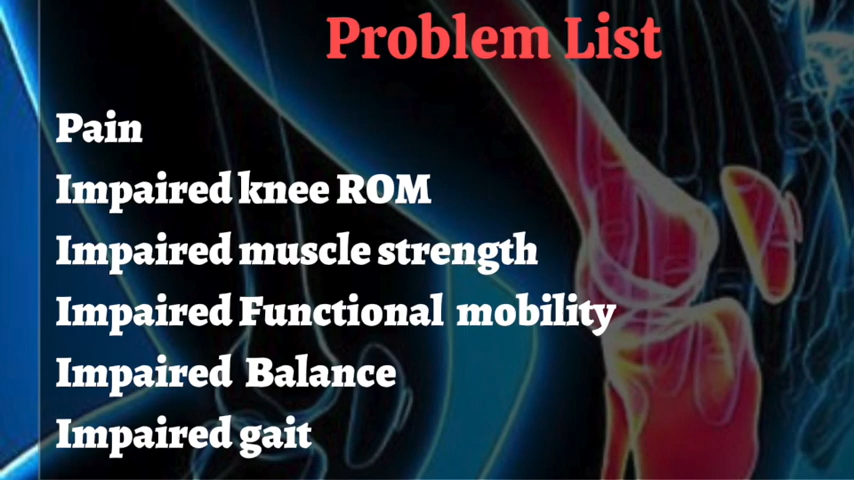 Problem List
Pain
Impaired knee ROM
Impaired muscle strength
Impaired Functional mobility
Impaired Balance
Impaired gait